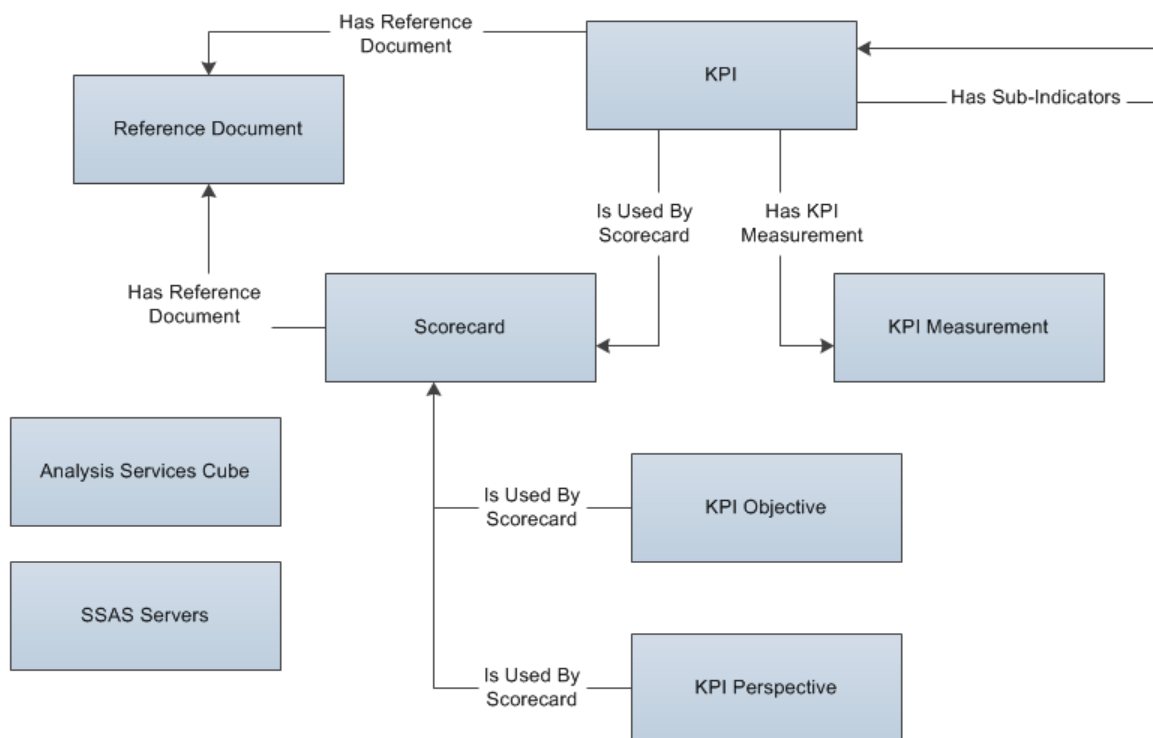 Has Reference
Document
KPI
Has Sub-Indicators
Reference Document
Is Used By
Scorecard
Has KPI
Measurement
Has Reference
Document
Scorecard
KPI Measurement
Analysis Services Cube
Is Used By
Scorecard
KPI Objective
SSAS Servers
Is Used By
Scorecard
KPI Perspective